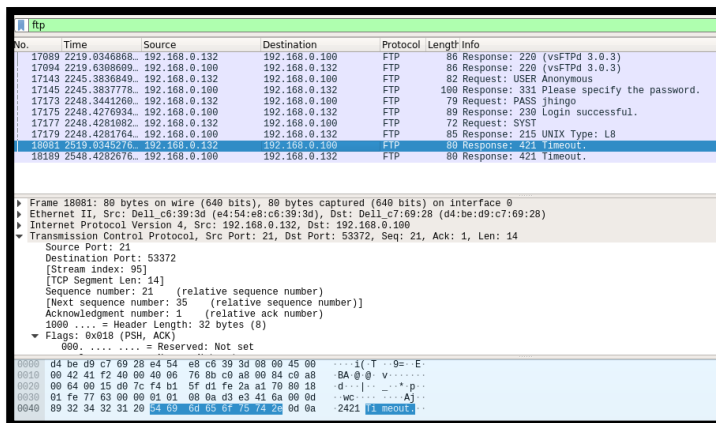 ftp
No. Time Source Destination Protocol Length Info
17089 2219.0346868… 192.168.0.132 192.168.0.100 FTP 86 Response: 220 (vsFTPd 3.0.3)
17094 2219.6308609… 192.168.0.132 192.168.0.100 FTP 86 Response: 220 (vsFTPd 3.0.3)
17143 2245.3836849… 192.168.0.100 192.168.0.132 FTP 82 Request: USER Anonymous
17145 2245.3837778… 192.168.0.132 192.168.0.100 FTP 100 Response: 331 Please specify the password.
17173 2248.3441260… 192.168.0.100 192.168.0.132 FTP 79 Request: PASS jhingo
17175 2248.4276934… 192.168.0.132 192.168.0.100 FTP 89 Response: 230 Login successful.
17177 2248.4281082… 192.168.0.100 192.168.0.132 FTP 72 Request: SYST
17179 2248.4281764… 192.168.0.132 192.168.0.100 FTP 85 Response: 215 UNIX Type: L8
18081 2519.0345276… 192.168.0.132 192.168.0.100 FTP 80 Response: 421 Timeout.
18189 2548.4282676… 192.168.0.132 192.168.0.100 FTP 80 Response: 421 Timeout.
Frame 18081: 80 bytes on wire (640 bits), 80 bytes captured (640 bits) on interface 0
Ethernet II, Src: Dell_c6:39:3d (e4:54:e8:c6:39:3d), Dst: Dell_c7:69:28 (d4:be:d9:c7:69:28)
Internet Protocol Version 4, Src: 192.168.0.132, Dst: 192.168.0.100
Transmission Control Protocol, Src Port: 21, Dst Port: 53372, Seq: 21, Ack: 1, Len: 14
Source Port: 21
Destination Port: 53372
[Stream index: 95]
[TCP Segment Len: 14]
Sequence number: 21 (relative sequence number)
[Next sequence number: 35 (relative sequence number)]
Acknowledgment number: 1 (relative ack number)
1000 .... = Header Length: 32 bytes (8)
Flags: 0x018 (PSH, ACK)
000. .... .... = Reserved: Not set
0000 d4 be d9 c7 69 28 e4 54 e8 c6 39 3d 08 00 45 00 ····i(·T ··9=··E·
0010 00 42 41 f2 40 00 40 06 76 8b c0 a8 00 84 c0 a8 ·BA·@·@· v·······
0020 00 64 00 15 d0 7c f4 b1 5f d1 fe 2a a1 70 80 18 ·d···|·· _··*·p··
0030 01 fe 77 63 00 00 01 01 08 0a d3 e3 41 6a 00 0d ··wc···· ····Aj··
0040 89 32 34 32 31 20 54 69 6d 65 6f 75 74 2e 0d 0a ·2421 Ti meout.··